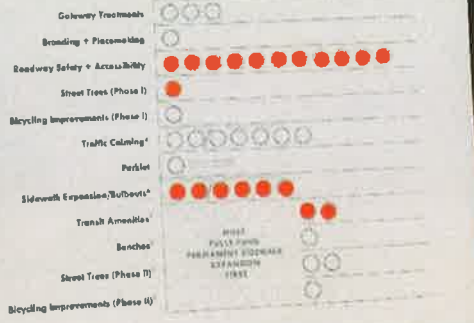 Gateway Treatments
Branding + Placemaking
Roadway Safety + Accessibility
Street Trees (Phase I)
Bicycling Improvements (Phase I)
Traffic Calming*
Parklet
Sidewalk Expansion/Bulbouts*
Transit Amenities
Benches
MUST
FULLY FUND
PERMANENT SIDEWALK
EXPANSION
FIRST
Street Trees (Phase II)
Bicycling Improvements (Phase II)